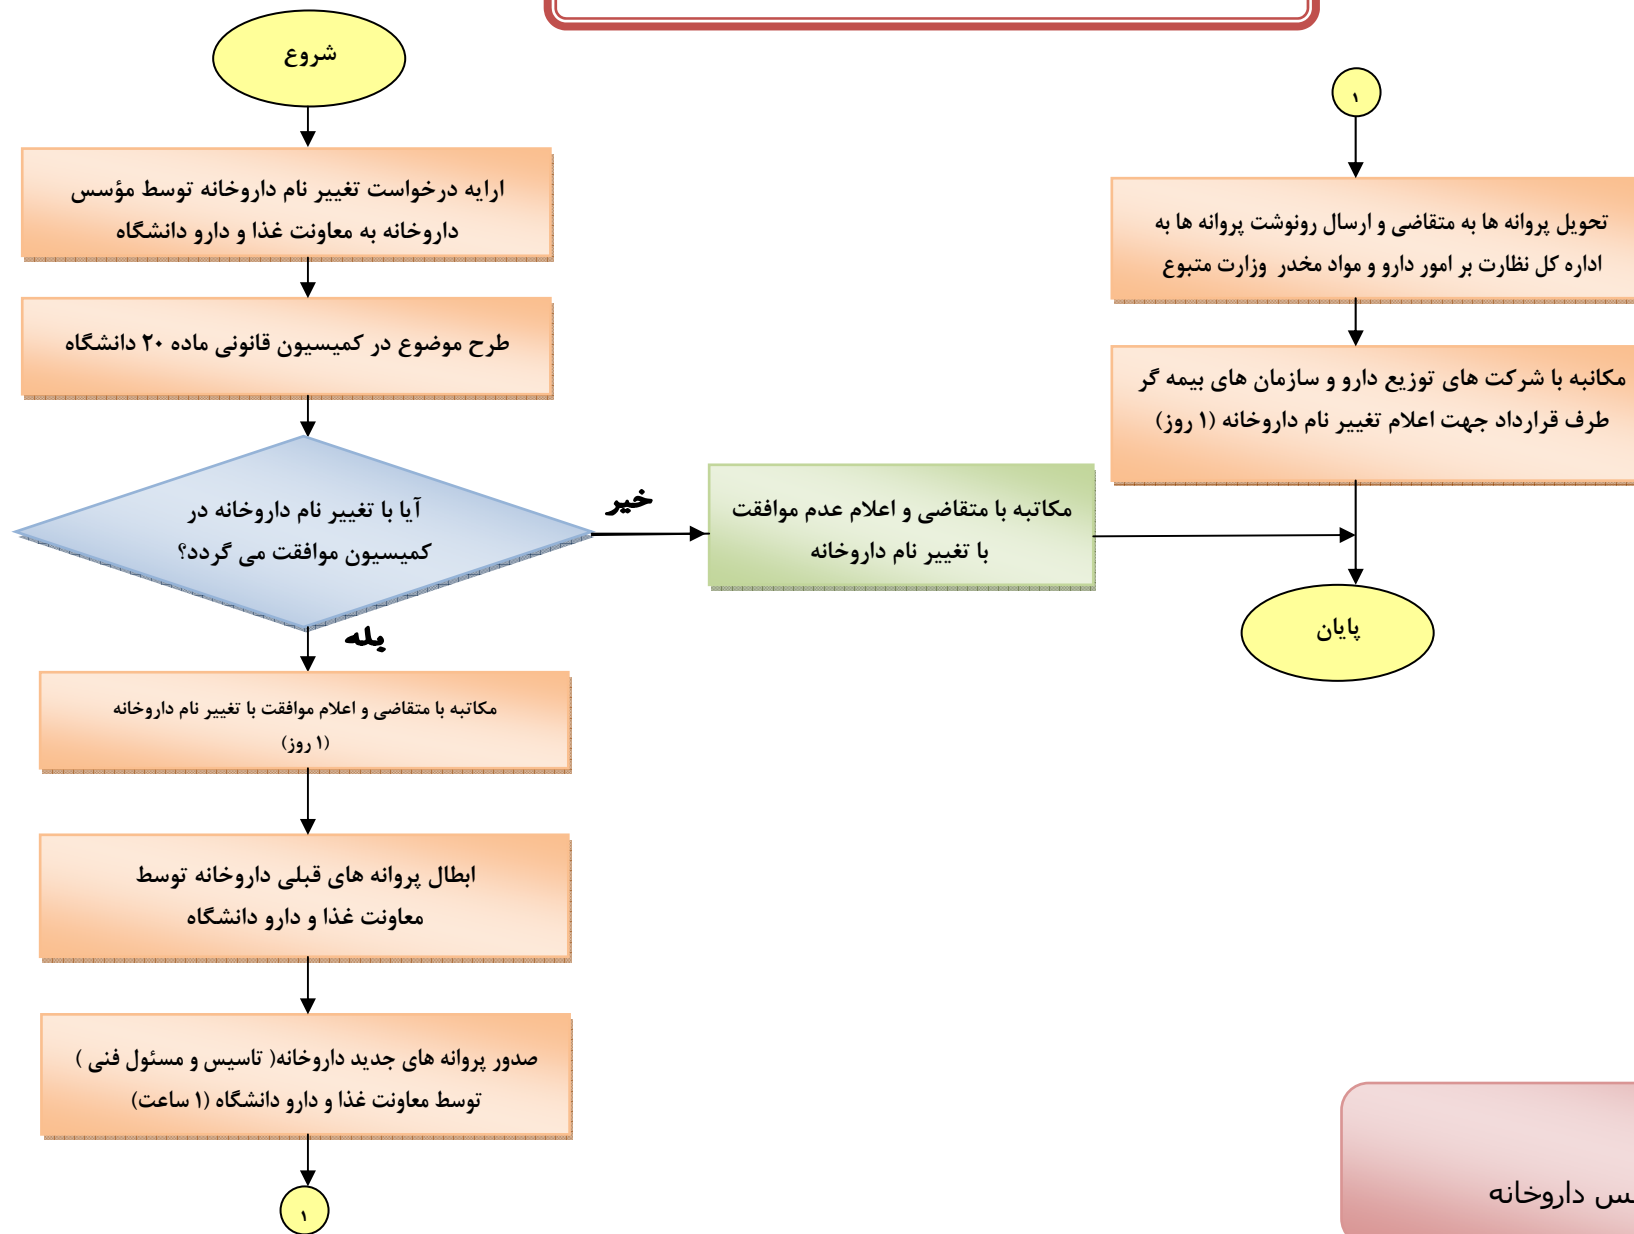 شروع
ارایه درخواست تغییر نام داروخانه توسط مؤسس
داروخانه به معاونت غذا و دارو دانشگاه
طرح موضوع در کمیسیون قانونی ماده ۲۰ دانشگاه
آیا با تغییر نام داروخانه در
کمیسیون موافقت می گردد؟
خیر
مکاتبه با متقاضی و اعلام عدم موافقت
با تغییر نام داروخانه
بله
مکاتبه با متقاضی و اعلام موافقت با تغییر نام داروخانه
(۱ روز)
ابطال پروانه های قبلی داروخانه توسط
معاونت غذا و دارو دانشگاه
صدور پروانه های جدید داروخانه( تاسیس و مسئول فنی )
توسط معاونت غذا و دارو دانشگاه (۱ ساعت)
۱
۱
تحویل پروانه ها به متقاضی و ارسال رونوشت پروانه ها به
اداره کل نظارت بر امور دارو و مواد مخدر وزارت متبوع
مکانبه با شرکت های توزیع دارو و سازمان های بیمه گر
طرف قرارداد جهت اعلام تغییر نام داروخانه (۱ روز)
پایان
داروخانه